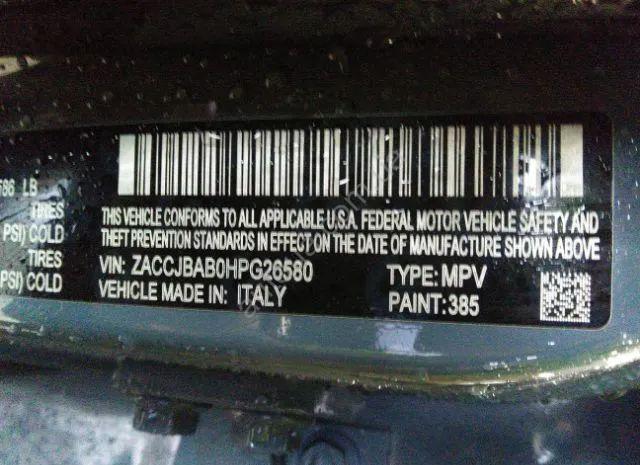 786 LB
TIRES
PSI) COLD
TIRES
PSI) COLD
THIS VEHICLE CONFORMS TO ALL APPLICABLE U.S.A. FEDERAL MOTOR VEHICLE SAFETY AND
THEFT PREVENTION STANDARDS IN EFFECT ON THE DATE OF MANUFACTURE SHOWN ABOVE
VIN: ZACCJBAB0HPG26580 TYPE: MPV
VEHICLE MADE IN: ITALY PAINT: 385